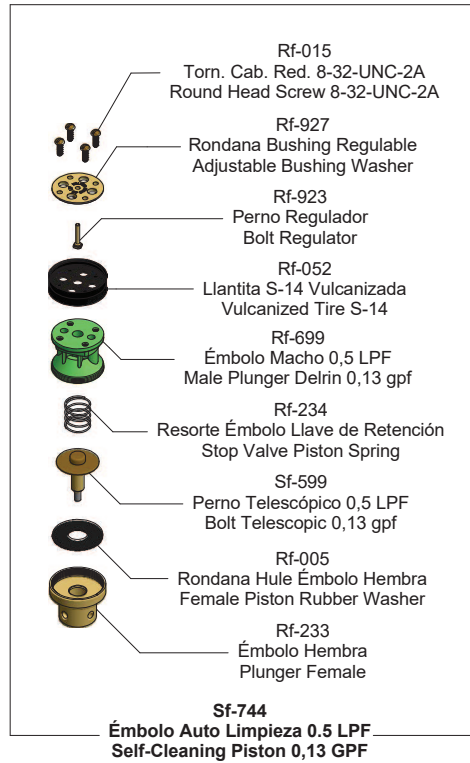 Rf-015
Torn. Cab. Red. 8-32-UNC-2A
Round Head Screw 8-32-UNC-2A
Rf-927
Rondana Bushing Regulable
Adjustable Bushing Washer
Rf-923
Perno Regulador
Bolt Regulator
Rf-052
Llantita S-14 Vulcanizada
Vulcanized Tire S-14
Rf-699
Émbolo Macho 0,5 LPF
Male Plunger Delrin 0,13 gpf
Rf-234
Resorte Émbolo Llave de Retención
Stop Valve Piston Spring
Sf-599
Perno Telescópico 0,5 LPF
Bolt Telescopic 0,13 gpf
Rf-005
Rondana Hule Émbolo Hembra
Female Piston Rubber Washer
Rf-233
Émbolo Hembra
Plunger Female
Sf-744
Émbolo Auto Limpieza 0.5 LPF
Self-Cleaning Piston 0,13 GPF